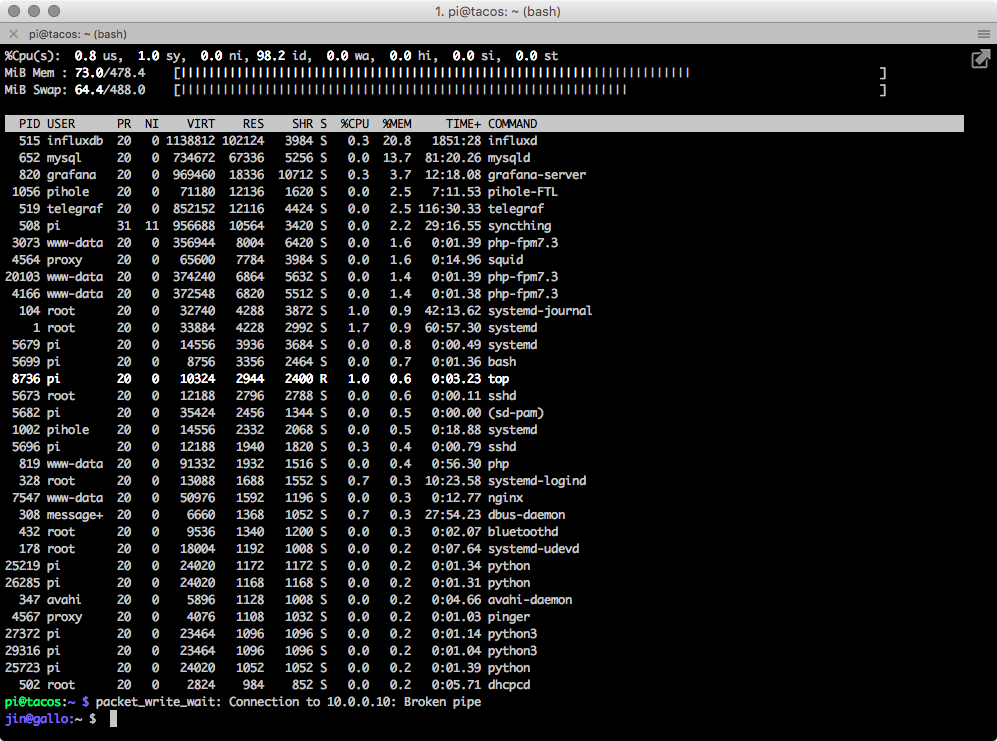 1. pi@tacos: ~ (bash)
pi@tacos: ~ (bash)
%Cpu(s):  0.8 us,  1.0 sy,  0.0 ni, 98.2 id,  0.0 wa,  0.0 hi,  0.0 si,  0.0 st
MiB Mem : 73.0/478.4    [||||||||||||||||||||||||||||||||||||||||||||||||||||||||||||||||||||||||| ]
MiB Swap: 64.4/488.0    [|||||||||||||||||||||||||||||||||||||||||||||||||||||||||||||||| ]
  PID USER      PR  NI    VIRT    RES    SHR S  %CPU  %MEM     TIME+ COMMAND
  515 influxdb  20   0 1138812 102124   3984 S   0.3  20.8   1851:28 influxd
  652 mysql     20   0  734672  67336   5256 S   0.0  13.7  81:20.26 mysqld
  820 grafana   20   0  969460  18336  10712 S   0.3   3.7  12:18.08 grafana-server
 1056 pihole    20   0   71180  12136   1620 S   0.0   2.5   7:11.53 pihole-FTL
  519 telegraf  20   0  852152  12116   4424 S   0.0   2.5 116:30.33 telegraf
  508 pi        31  11  956688  10564   3420 S   0.0   2.2  29:16.55 syncthing
 3073 www-data  20   0  356944   8004   6420 S   0.0   1.6   0:01.39 php-fpm7.3
 4564 proxy     20   0   65600   7784   3984 S   0.0   1.6   0:14.96 squid
20103 www-data  20   0  374240   6864   5632 S   0.0   1.4   0:01.39 php-fpm7.3
 4166 www-data  20   0  372548   6820   5512 S   0.0   1.4   0:01.38 php-fpm7.3
  104 root      20   0   32740   4288   3872 S   1.0   0.9  42:13.62 systemd-journal
    1 root      20   0   33884   4228   2992 S   1.7   0.9  60:57.30 systemd
 5679 pi        20   0   14556   3936   3684 S   0.0   0.8   0:00.49 systemd
 5699 pi        20   0    8756   3356   2464 S   0.0   0.7   0:01.36 bash
 8736 pi        20   0   10324   2944   2400 R   1.0   0.6   0:03.23 top
 5673 root      20   0   12188   2796   2788 S   0.0   0.6   0:00.11 sshd
 5682 pi        20   0   35424   2456   1344 S   0.0   0.5   0:00.00 (sd-pam)
 1002 pihole    20   0   14556   2332   2068 S   0.0   0.5   0:18.88 systemd
 5696 pi        20   0   12188   1940   1820 S   0.3   0.4   0:00.79 sshd
  819 www-data  20   0   91332   1932   1516 S   0.0   0.4   0:56.30 php
  328 root      20   0   13088   1688   1552 S   0.7   0.3  10:23.58 systemd-logind
 7547 www-data  20   0   50976   1592   1196 S   0.0   0.3   0:12.77 nginx
  308 message+  20   0    6660   1368   1052 S   0.7   0.3  27:54.23 dbus-daemon
  432 root      20   0    9536   1340   1200 S   0.0   0.3   0:02.07 bluetoothd
  178 root      20   0   18004   1192   1008 S   0.0   0.2   0:07.64 systemd-udevd
25219 pi        20   0   24020   1172   1172 S   0.0   0.2   0:01.34 python
26285 pi        20   0   24020   1168   1168 S   0.0   0.2   0:01.31 python
  347 avahi     20   0    5896   1128   1008 S   0.0   0.2   0:04.66 avahi-daemon
 4567 proxy     20   0    4076   1108   1032 S   0.0   0.2   0:01.03 pinger
27372 pi        20   0   23464   1096   1096 S   0.0   0.2   0:01.14 python3
29316 pi        20   0   23464   1096   1096 S   0.0   0.2   0:01.04 python3
25723 pi        20   0   24020   1052   1052 S   0.0   0.2   0:01.39 python
  502 root      20   0    2824    984    852 S   0.0   0.2   0:05.71 dhcpcd
pi@tacos:~ $ packet_write_wait: Connection to 10.0.0.10: Broken pipe
jin@gallo:~ $